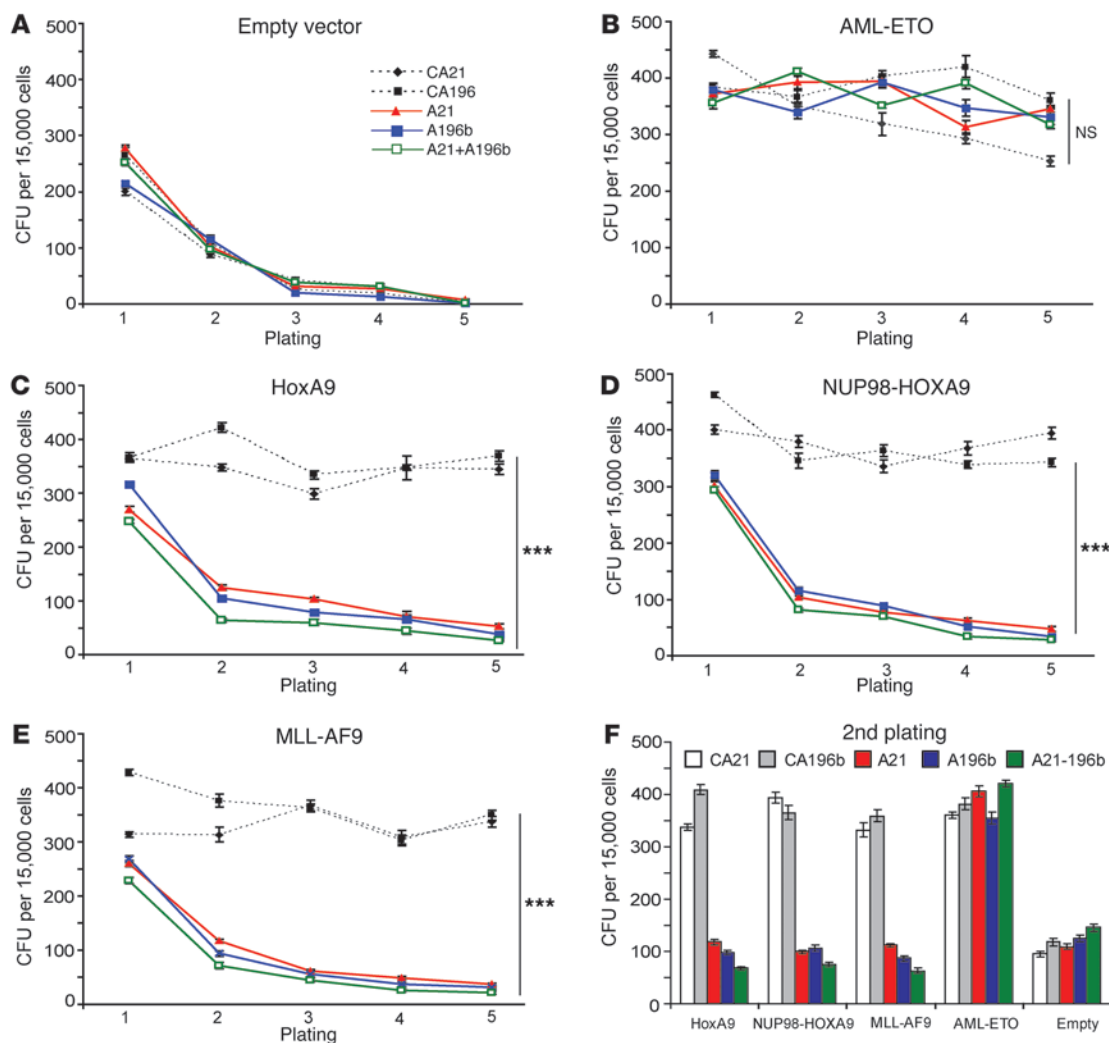 A
Empty vector
CFU per 15,000 cells
500
400
300
200
100
0
CA21
CA196
A21
A196b
A21+A196b
1 2 3 4 5
Plating
B
AML-ETO
CFU per 15,000 cells
500
400
300
200
100
0
NS
1 2 3 4 5
Plating
C
HoxA9
CFU per 15,000 cells
500
400
300
200
100
0
***
1 2 3 4 5
Plating
D
NUP98-HOXA9
CFU per 15,000 cells
500
400
300
200
100
0
***
1 2 3 4 5
Plating
E
MLL-AF9
CFU per 15,000 cells
500
400
300
200
100
0
***
1 2 3 4 5
Plating
F
2nd plating
CA21 CA196b A21 A196b A21-196b
CFU per 15,000 cells
500
400
300
200
100
0
HoxA9 NUP98-HOXA9 MLL-AF9 AML-ETO Empty